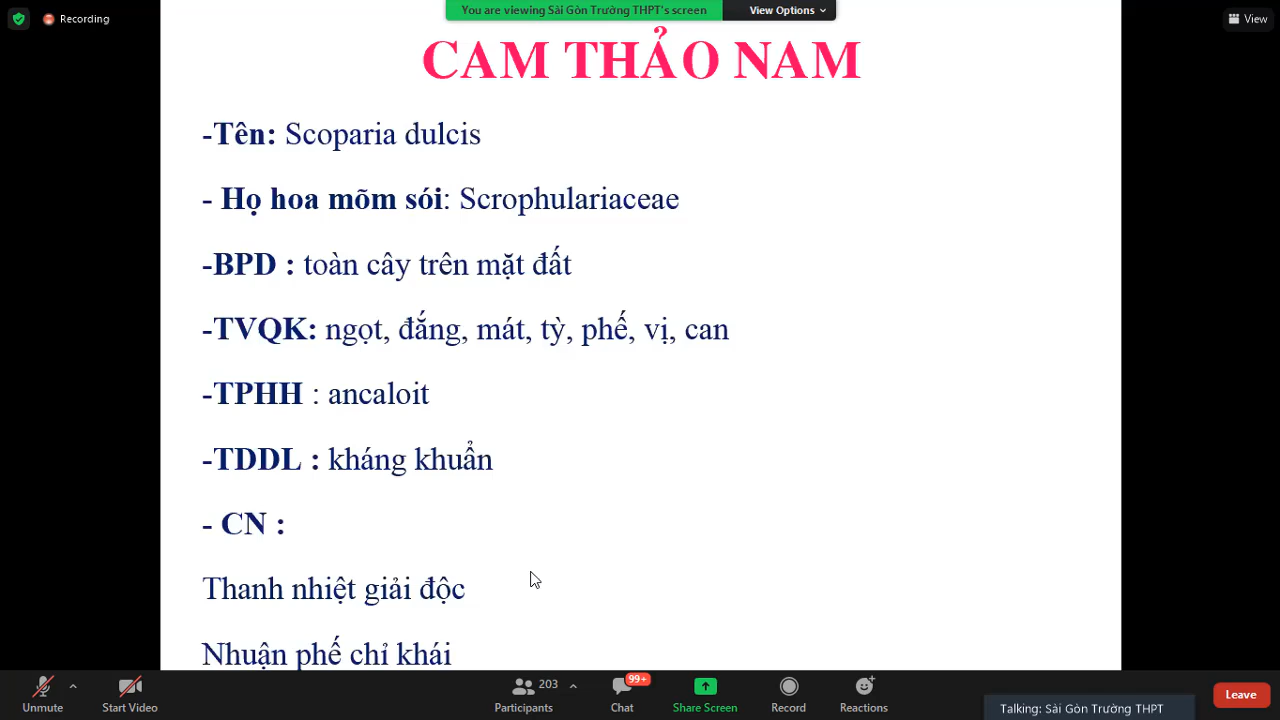 You are viewing Sài Gòn Trường THPT's screen
View Options
Recording
View
CAM THẢO NAM
-Tên: Scoparia dulcis
- Họ hoa mõm sói: Scrophulariaceae
-BPD : toàn cây trên mặt đất
-TVQK: ngọt, đắng, mát, tỳ, phế, vị, can
-TPHH : ancaloit
-TDDL : kháng khuẩn
- CN :
Thanh nhiệt giải độc
Nhuận phế chỉ khái
203
99+
Unmute
Start Video
Participants
Chat
Share Screen
Record
Reactions
Talking: Sài Gòn Trường THPT
Leave